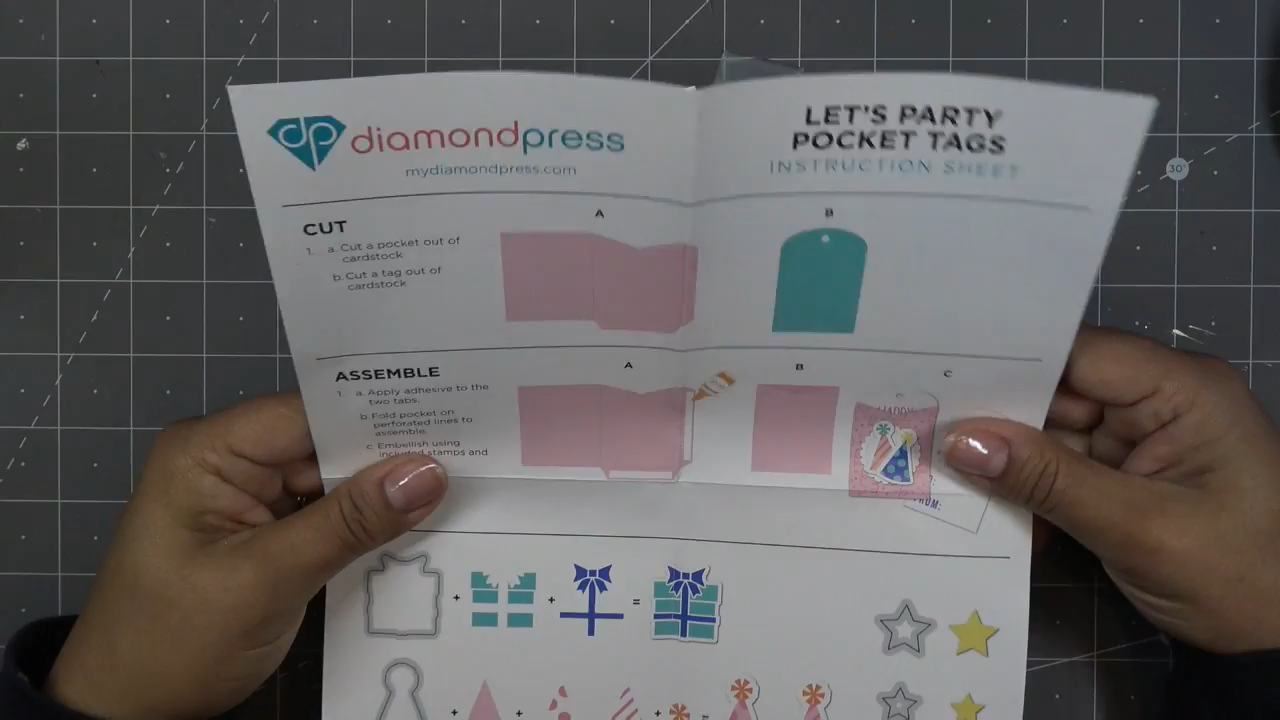 dp diamondpress
mydiamondpress.com
LET'S PARTY
POCKET TAGS
INSTRUCTION SHEET
CUT
1. a. Cut a pocket out of
cardstock
b. Cut a tag out of
cardstock
A
B
ASSEMBLE
1. a. Apply adhesive to the
two tabs.
b. Fold pocket on
perforated lines to
assemble.
c. Embellish using
included stamps and
A
B
C
HAPPY
FROM:
+ + =
+ + + =
30°